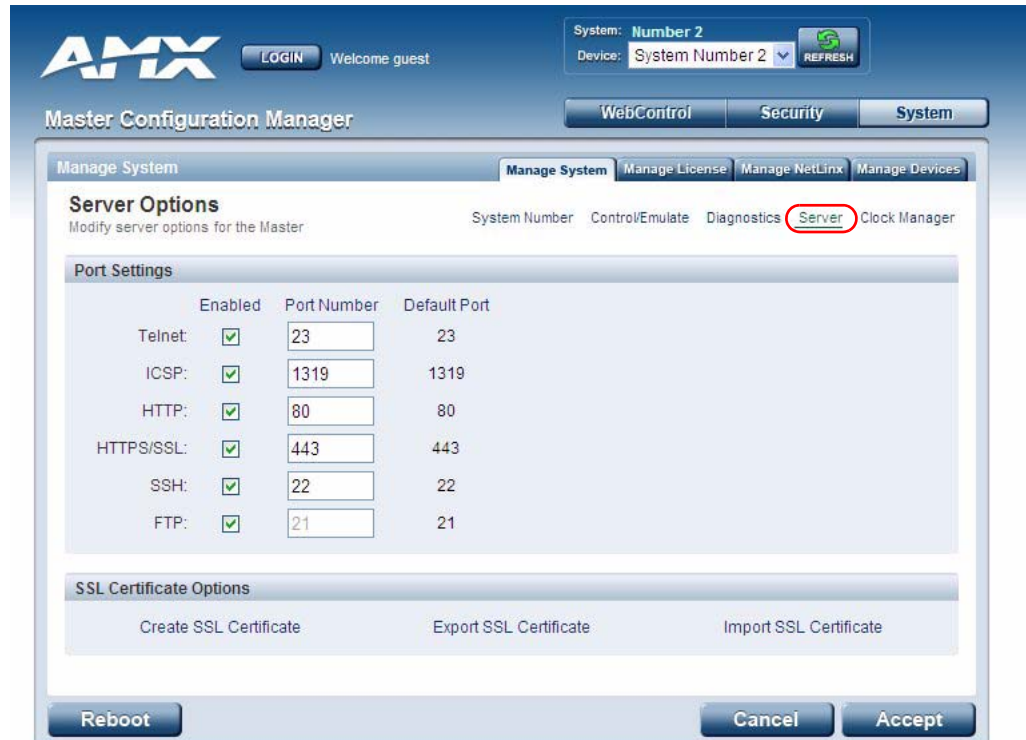 AMX LOGIN Welcome guest
System: Number 2
Device: System Number 2 REFRESH
Master Configuration Manager
WebControl Security System
Manage System
Manage System Manage License Manage NetLinx Manage Devices
Server Options
Modify server options for the Master
System Number Control/Emulate Diagnostics Server Clock Manager
Port Settings
Enabled Port Number Default Port
Telnet: 23 23
ICSP: 1319 1319
HTTP: 80 80
HTTPS/SSL: 443 443
SSH: 22 22
FTP: 21 21
SSL Certificate Options
Create SSL Certificate Export SSL Certificate Import SSL Certificate
Reboot Cancel Accept